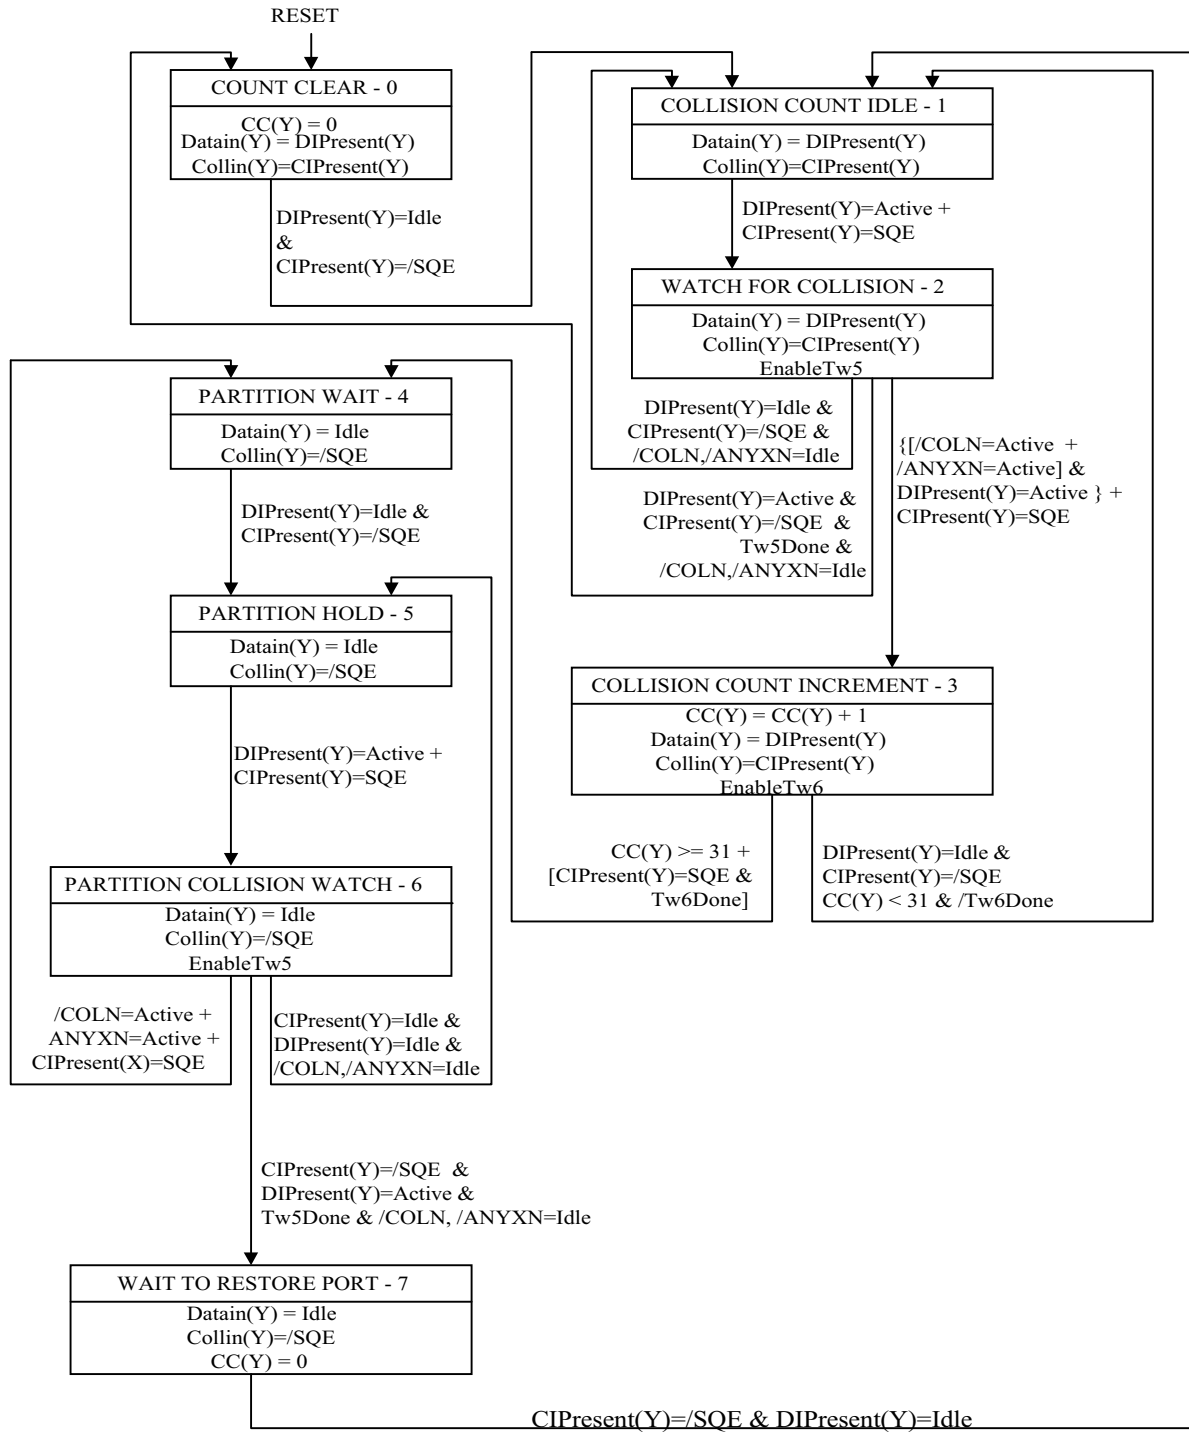 RESET
COUNT CLEAR - 0
CC(Y) = 0
Datain(Y) = DIPresent(Y)
Collin(Y)=CIPresent(Y)
DIPresent(Y)=Idle
&
CIPresent(Y)=/SQE
COLLISION COUNT IDLE - 1
Datain(Y) = DIPresent(Y)
Collin(Y)=CIPresent(Y)
DIPresent(Y)=Active +
CIPresent(Y)=SQE
WATCH FOR COLLISION - 2
Datain(Y) = DIPresent(Y)
Collin(Y)=CIPresent(Y)
EnableTw5
DIPresent(Y)=Idle &
CIPresent(Y)=/SQE &
/COLN,/ANYXN=Idle
DIPresent(Y)=Active &
CIPresent(Y)=/SQE &
Tw5Done &
/COLN,/ANYXN=Idle
{[/COLN=Active +
/ANYXN=Active] &
DIPresent(Y)=Active } +
CIPresent(Y)=SQE
COLLISION COUNT INCREMENT - 3
CC(Y) = CC(Y) + 1
Datain(Y) = DIPresent(Y)
Collin(Y)=CIPresent(Y)
EnableTw6
CC(Y) >= 31 +
[CIPresent(Y)=SQE &
Tw6Done]
DIPresent(Y)=Idle &
CIPresent(Y)=/SQE
CC(Y) < 31 & /Tw6Done
PARTITION WAIT - 4
Datain(Y) = Idle
Collin(Y)=/SQE
DIPresent(Y)=Idle &
CIPresent(Y)=/SQE
PARTITION HOLD - 5
Datain(Y) = Idle
Collin(Y)=/SQE
DIPresent(Y)=Active +
CIPresent(Y)=SQE
PARTITION COLLISION WATCH - 6
Datain(Y) = Idle
Collin(Y)=/SQE
EnableTw5
/COLN=Active +
ANYXN=Active +
CIPresent(X)=SQE
CIPresent(Y)=Idle &
DIPresent(Y)=Idle &
/COLN,/ANYXN=Idle
CIPresent(Y)=/SQE &
DIPresent(Y)=Active &
Tw5Done & /COLN, /ANYXN=Idle
WAIT TO RESTORE PORT - 7
Datain(Y) = Idle
Collin(Y)=/SQE
CC(Y) = 0
CIPresent(Y)=/SQE & DIPresent(Y)=Idle